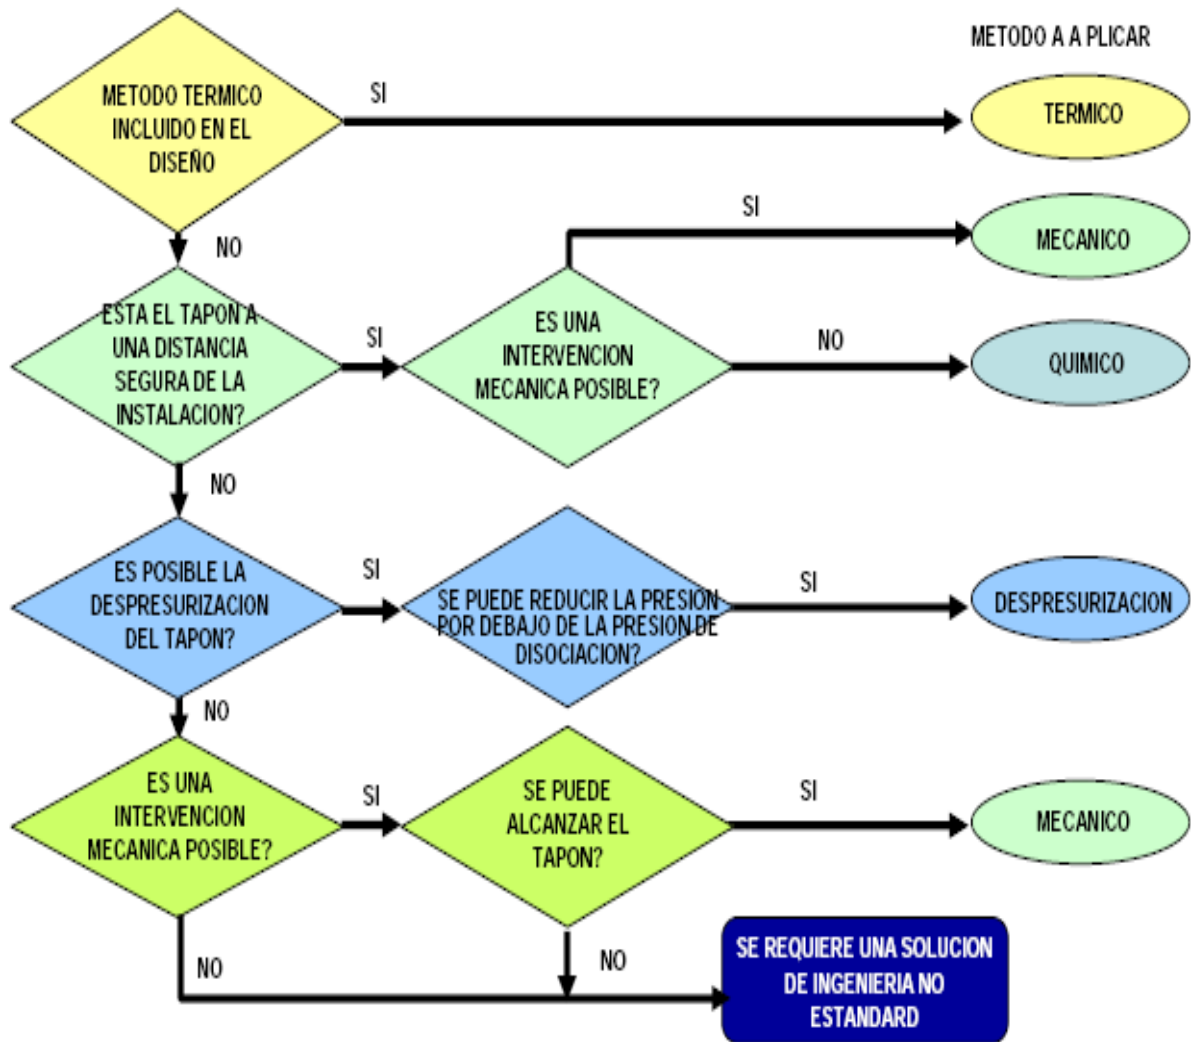 METODO A A PLICAR
METODO TERMICO
INCLUIDO EN EL
DISEÑO
SI
TERMICO
NO
SI
MECANICO
ESTA EL TAPON A
UNA DISTANCIA
SEGURA DE LA
INSTALACION?
SI
ES UNA
INTERVENCION
MECANICA POSIBLE?
NO
QUIMICO
NO
ES POSIBLE LA
DESPRESURIZACION
DEL TAPON?
SI
SE PUEDE REDUCIR LA PRESION
POR DEBAJO DE LA PRESION DE
DISOCIACION?
SI
DESPRESURIZACION
NO
ES UNA
INTERVENCION
MECANICA POSIBLE?
SI
SE PUEDE
ALCANZAR EL
TAPON?
SI
MECANICO
NO
NO
SE REQUIERE UNA SOLUCION
DE INGENIERIA NO
ESTANDARD